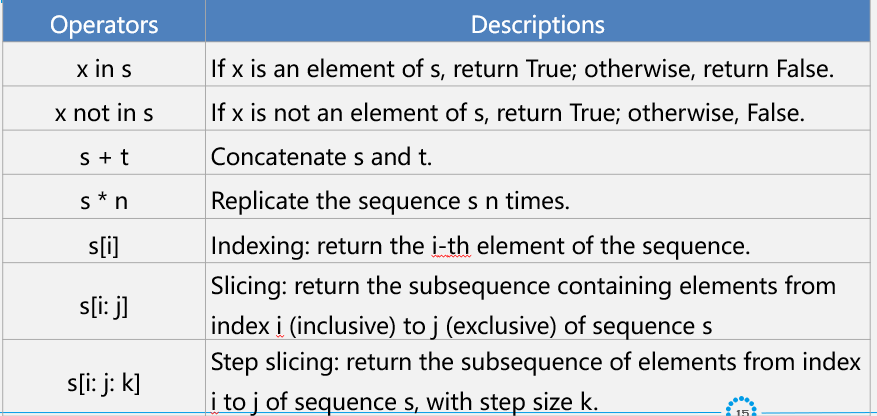 Operators Descriptions
x in s If x is an element of s, return True; otherwise, return False.
x not in s If x is not an element of s, return True; otherwise, False.
s + t Concatenate s and t.
s * n Replicate the sequence s n times.
s[i] Indexing: return the i-th element of the sequence.
s[i: j] Slicing: return the subsequence containing elements from
index i (inclusive) to j (exclusive) of sequence s
s[i: j: k] Step slicing: return the subsequence of elements from index
i to j of sequence s, with step size k.
15